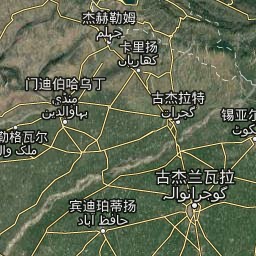 杰赫勒姆
جہلم
卡里扬
کھاریاں
门迪伯哈乌丁
منڈی
بہاؤالدین
古杰拉特
گجرات
锡亚尔
کوٹ
勒格瓦尔
ملک وال
古杰兰瓦拉
گوجرانوالہ
宾迪珀蒂扬
حافظ آباد